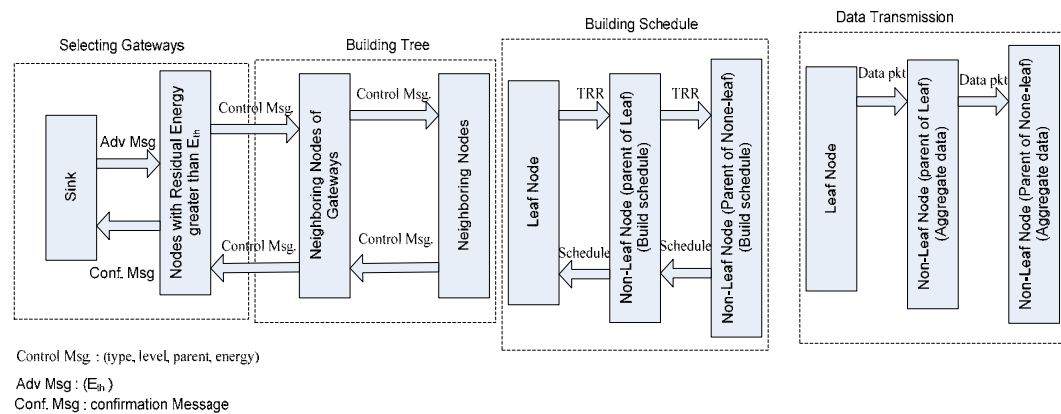 Selecting Gateways
Building Tree
Building Schedule
Data Transmission
Sink
Adv Msg
Conf. Msg
Nodes with Residual Energy
greater than Eth
Control Msg.
Control Msg.
Neighboring Nodes of
Gateways
Control Msg.
Control Msg.
Neighboring Nodes
Leaf Node
TRR
Schedule
Non-Leaf Node (parent of Leaf)
(Build schedule)
TRR
Schedule
Non-Leaf Node (Parent of None-leaf)
(Build schedule)
Leaf Node
Data pkt
Non-Leaf Node (parent of Leaf)
(Aggregate data)
Data pkt
Non-Leaf Node (Parent of None-leaf)
(Aggregate data)
Control Msg. : (type, level, parent, energy)
Adv Msg : (Eth )
Conf. Msg : confirmation Message